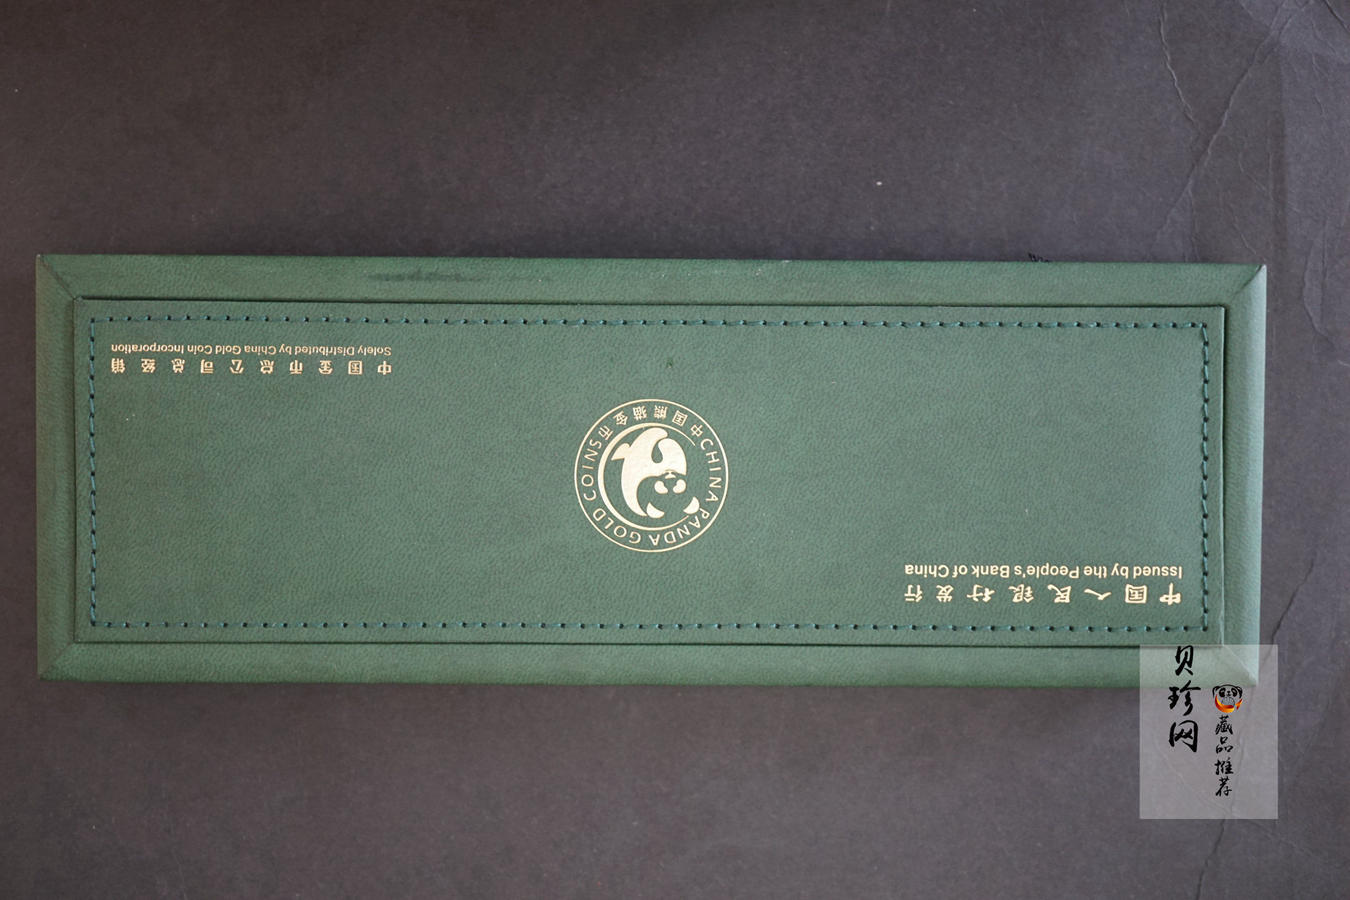 中国人民银行发行
Issued by the People's Bank of China
中国熊猫金币
CHINA PANDA GOLD COINS
中国金币总公司总经销
Solely Distributed by China Gold Coin Incorporation
贝珍网
藏品推荐